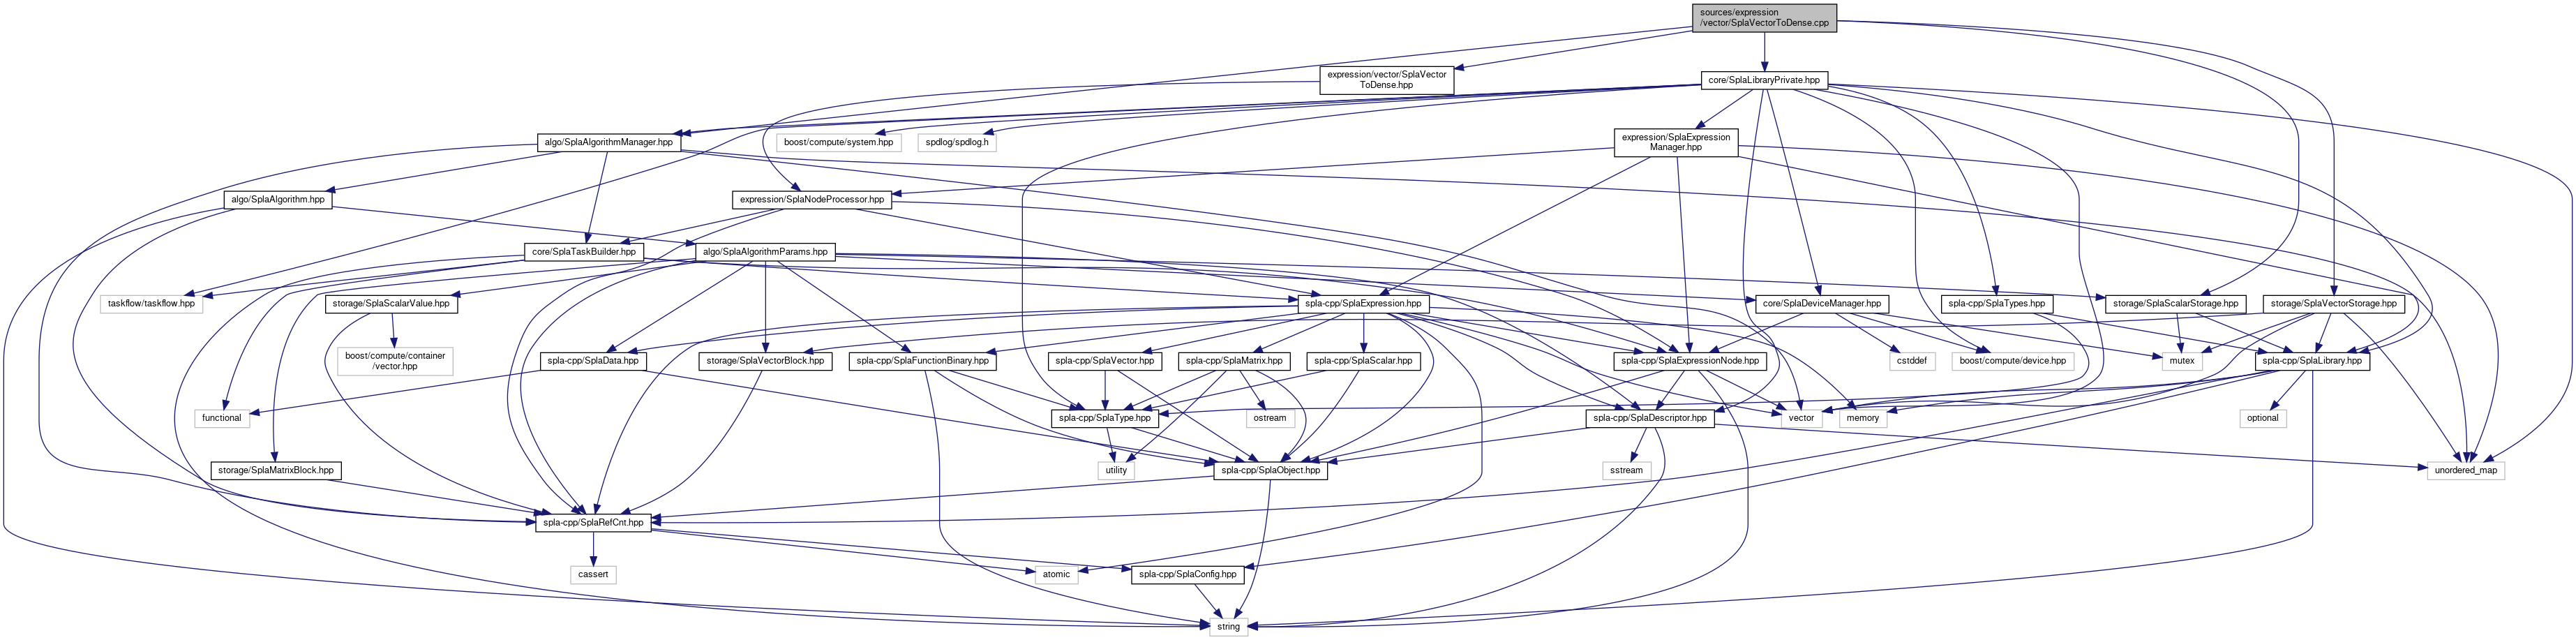 sources/expression
/vector/SplaVectorToDense.cpp
expression/vector/SplaVector
ToDense.hpp
core/SplaLibraryPrivate.hpp
algo/SplaAlgorithmManager.hpp
boost/compute/system.hpp
spdlog/spdlog.h
expression/SplaExpression
Manager.hpp
algo/SplaAlgorithm.hpp
expression/SplaNodeProcessor.hpp
core/SplaTaskBuilder.hpp
algo/SplaAlgorithmParams.hpp
taskflow/taskflow.hpp
storage/SplaScalarValue.hpp
spla-cpp/SplaExpression.hpp
core/SplaDeviceManager.hpp
spla-cpp/SplaTypes.hpp
storage/SplaScalarStorage.hpp
storage/SplaVectorStorage.hpp
boost/compute/container
/vector.hpp
spla-cpp/SplaData.hpp
storage/SplaVectorBlock.hpp
spla-cpp/SplaFunctionBinary.hpp
spla-cpp/SplaVector.hpp
spla-cpp/SplaMatrix.hpp
spla-cpp/SplaScalar.hpp
spla-cpp/SplaExpressionNode.hpp
cstddef
boost/compute/device.hpp
mutex
spla-cpp/SplaLibrary.hpp
functional
spla-cpp/SplaType.hpp
ostream
spla-cpp/SplaDescriptor.hpp
vector
memory
optional
storage/SplaMatrixBlock.hpp
utility
spla-cpp/SplaObject.hpp
sstream
unordered_map
spla-cpp/SplaRefCnt.hpp
cassert
atomic
spla-cpp/SplaConfig.hpp
string